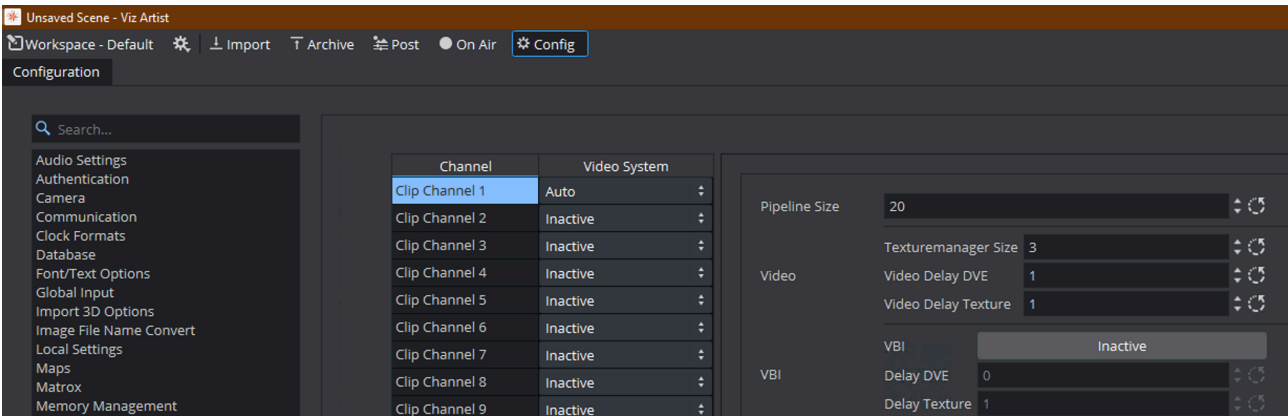 Unsaved Scene - Viz Artist
Workspace - Default Import Archive Post On Air Config
Configuration
Search...
Audio Settings
Authentication
Camera
Communication
Clock Formats
Database
Font/Text Options
Global Input
Import 3D Options
Image File Name Convert
Local Settings
Maps
Matrox
Memory Management
Channel Video System
Clip Channel 1 Auto
Clip Channel 2 Inactive
Clip Channel 3 Inactive
Clip Channel 4 Inactive
Clip Channel 5 Inactive
Clip Channel 6 Inactive
Clip Channel 7 Inactive
Clip Channel 8 Inactive
Clip Channel 9 Inactive
Pipeline Size 20
Video
Texturemanager Size 3
Video Delay DVE 1
Video Delay Texture 1
VBI
VBI Inactive
Delay DVE 0
Delay Texture 1